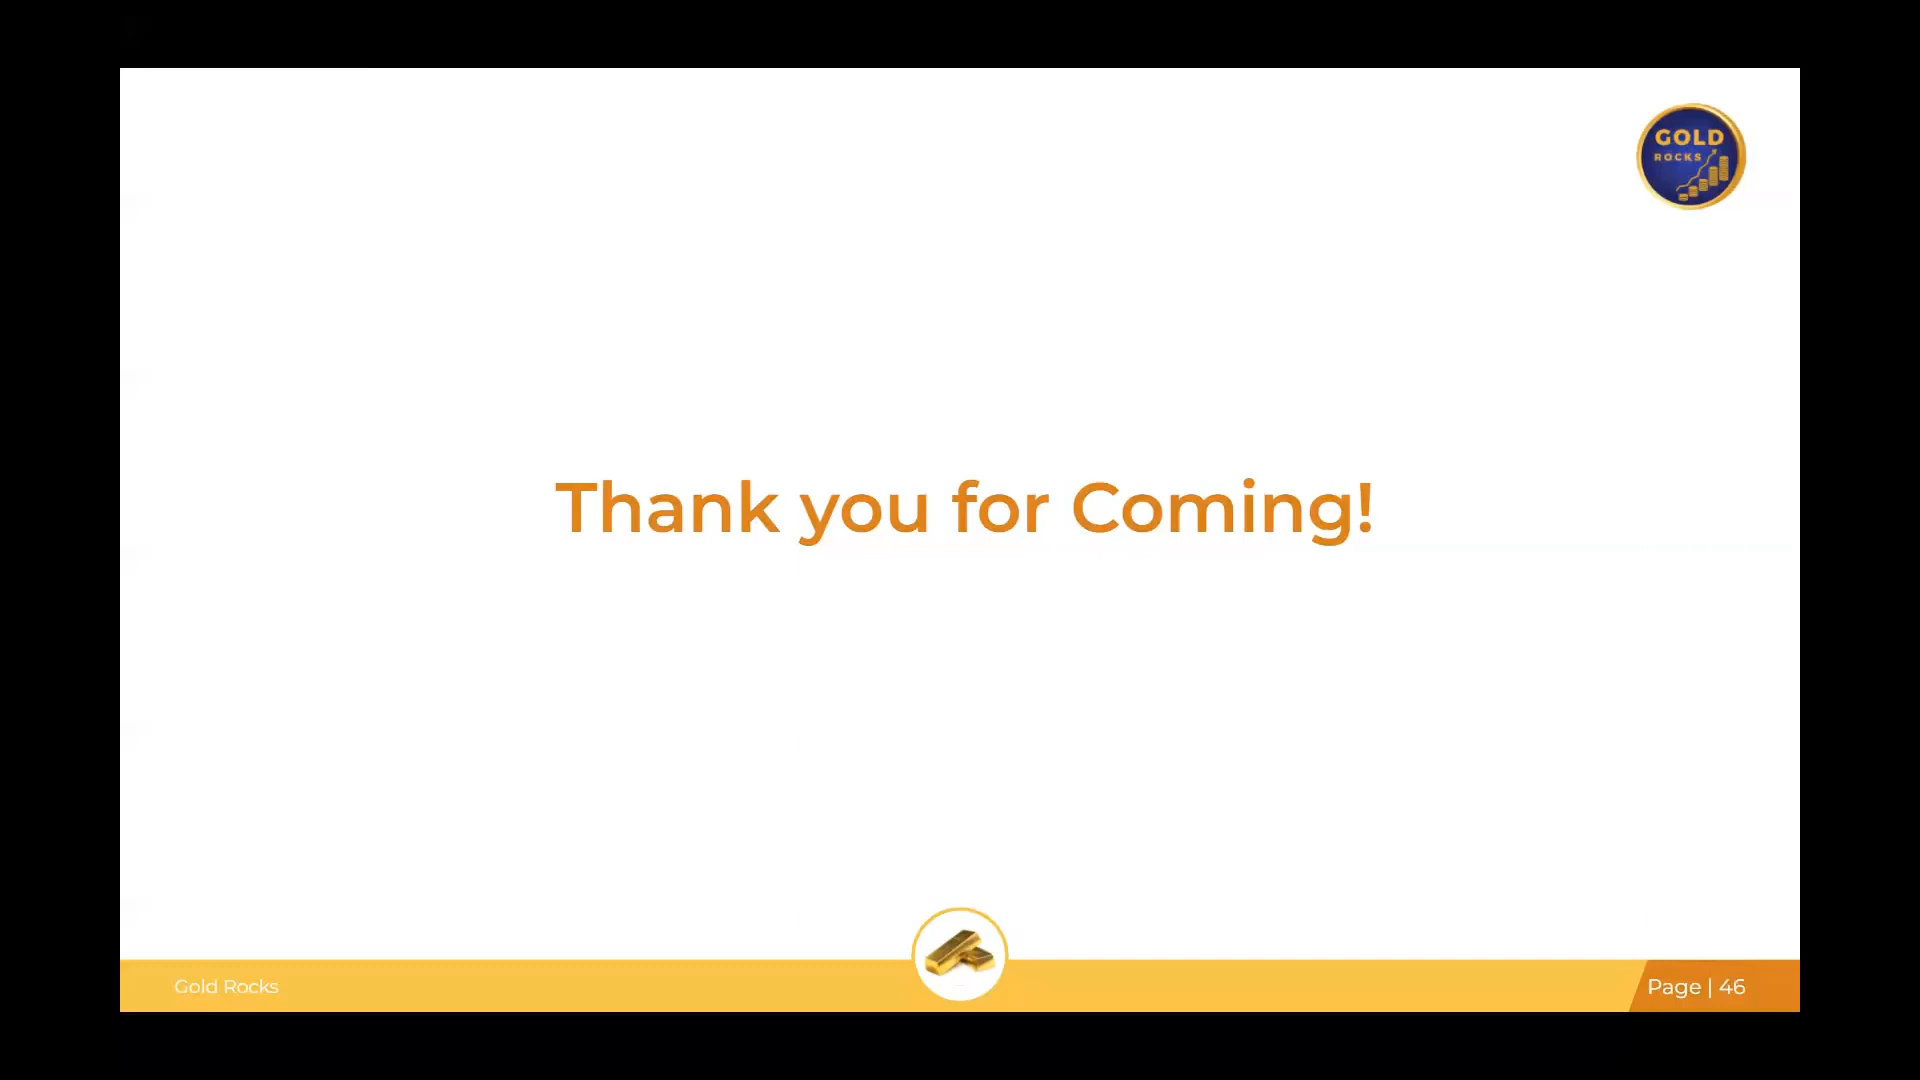 GOLD
ROCKS
Thank you for Coming!
Gold Rocks
Page | 46